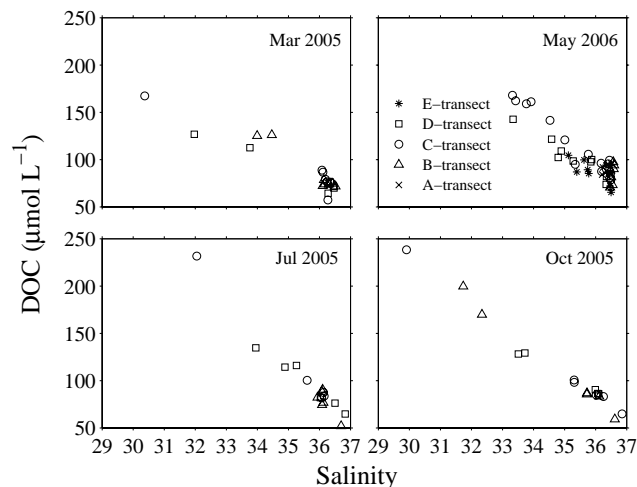 250
200
150
100
50
Mar 2005
May 2006
E−transect
D−transect
C−transect
B−transect
A−transect
DOC (μmol L−1)
250
200
150
100
50
Jul 2005
Oct 2005
29 30 31 32 33 34 35 36 37
29 30 31 32 33 34 35 36 37
Salinity